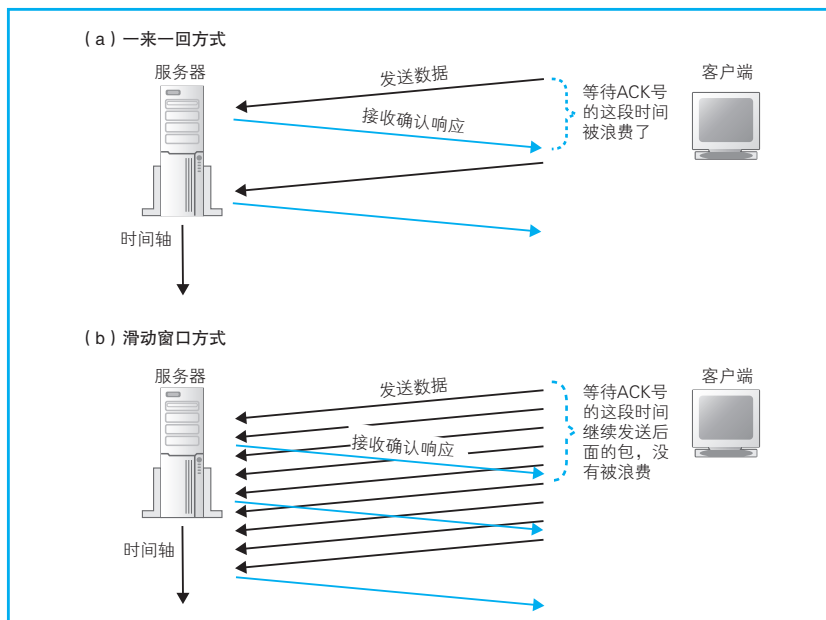 (a)一来一回方式
服务器
发送数据
客户端
接收确认响应
等待ACK号
的这段时间
被浪费了
时间轴
(b)滑动窗口方式
服务器
发送数据
客户端
接收确认响应
等待ACK号
的这段时间
继续发送后
面的包，没
有被浪费
时间轴